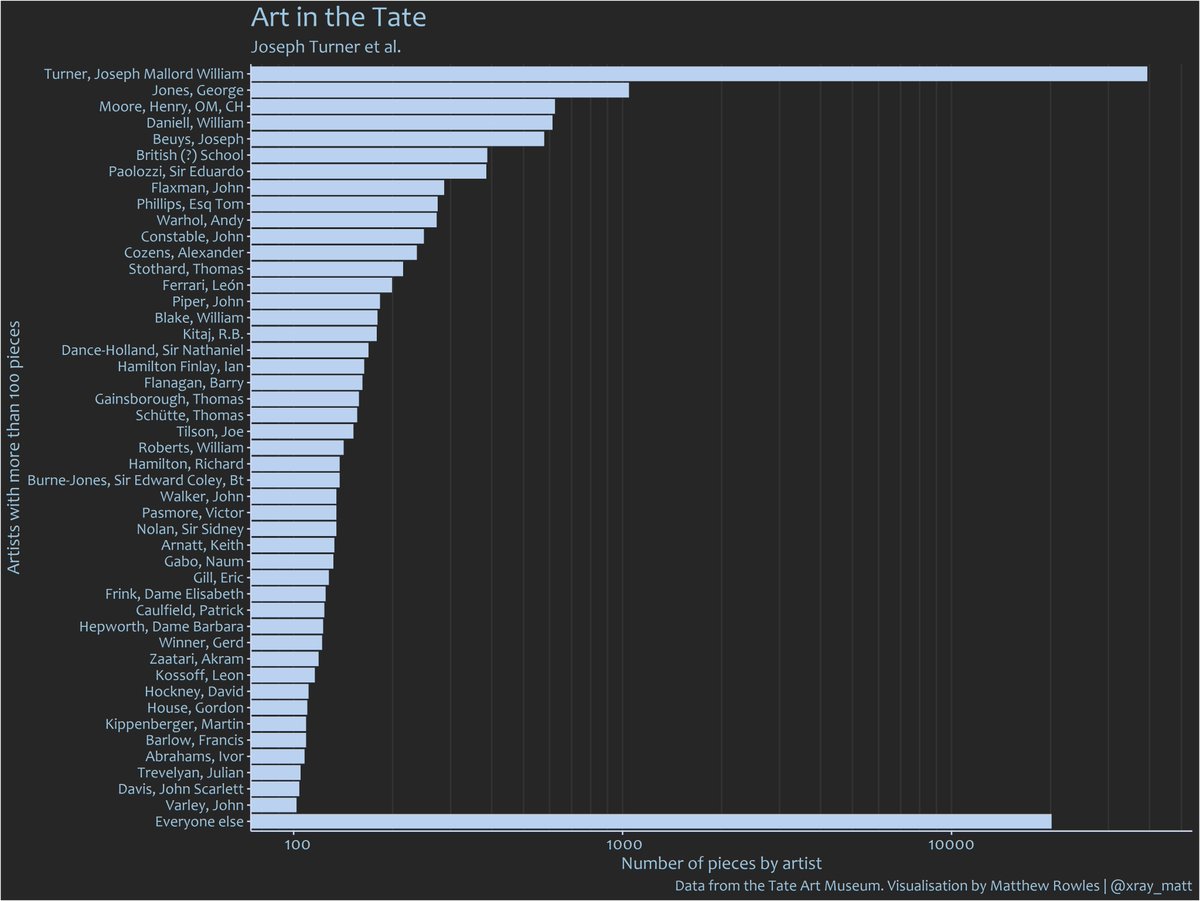 Art in the Tate
Joseph Turner et al.
Artists with more than 100 pieces
Turner, Joseph Mallord William
Jones, George
Moore, Henry, OM, CH
Daniell, William
Beuys, Joseph
British (?) School
Paolozzi, Sir Eduardo
Flaxman, John
Phillips, Esq Tom
Warhol, Andy
Constable, John
Cozens, Alexander
Stothard, Thomas
Ferrari, León
Piper, John
Blake, William
Kitaj, R.B.
Dance-Holland, Sir Nathaniel
Hamilton Finlay, Ian
Flanagan, Barry
Gainsborough, Thomas
Schütte, Thomas
Tilson, Joe
Roberts, William
Hamilton, Richard
Burne-Jones, Sir Edward Coley, Bt
Walker, John
Pasmore, Victor
Nolan, Sir Sidney
Arnatt, Keith
Gabo, Naum
Gill, Eric
Frink, Dame Elisabeth
Caulfield, Patrick
Hepworth, Dame Barbara
Winner, Gerd
Zaatari, Akram
Kossoff, Leon
Hockney, David
House, Gordon
Kippenberger, Martin
Barlow, Francis
Abrahams, Ivor
Trevelyan, Julian
Davis, John Scarlett
Varley, John
Everyone else
100 1000 10000
Number of pieces by artist
Data from the Tate Art Museum. Visualisation by Matthew Rowles | @xray_matt